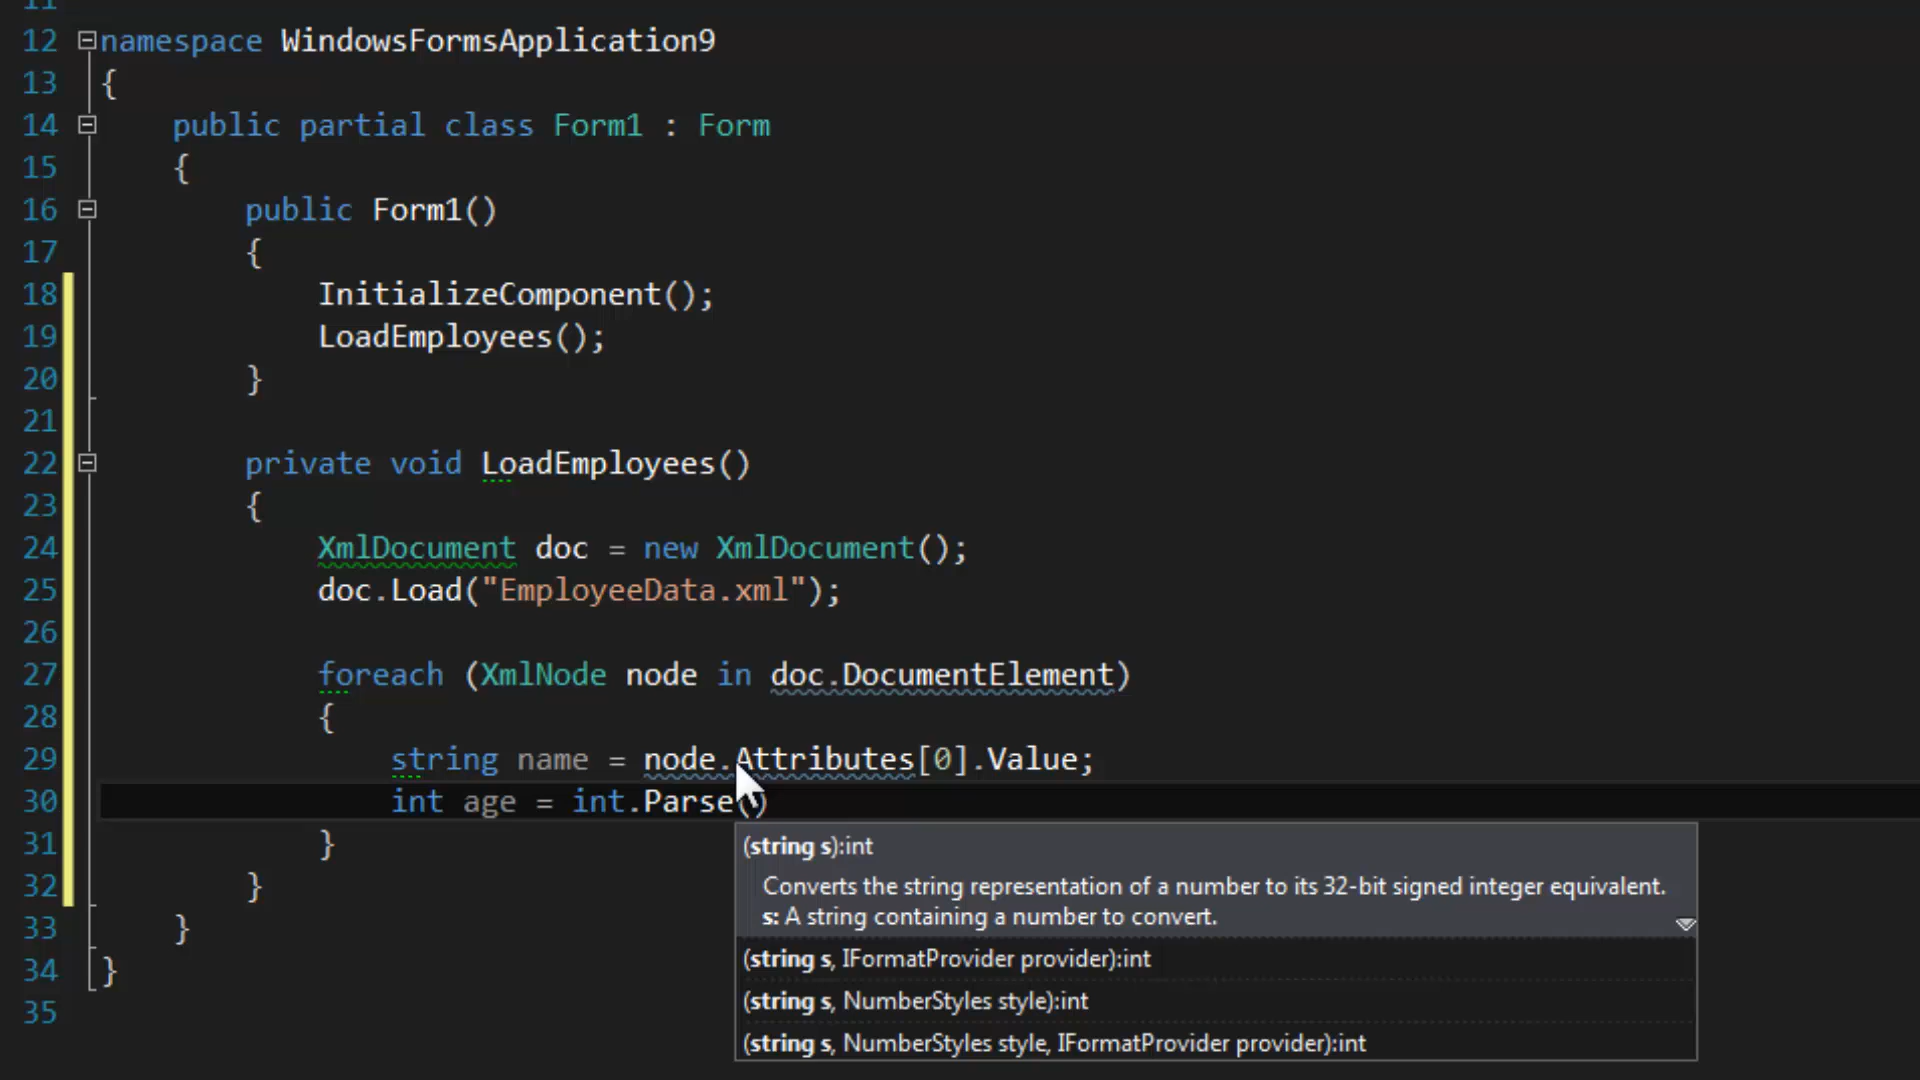 11
12 namespace WindowsFormsApplication9
13 {
14 public partial class Form1 : Form
15 {
16 public Form1()
17 {
18 InitializeComponent();
19 LoadEmployees();
20 }
21
22 private void LoadEmployees()
23 {
24 XmlDocument doc = new XmlDocument();
25 doc.Load("EmployeeData.xml");
26
27 foreach (XmlNode node in doc.DocumentElement)
28 {
29 string name = node.Attributes[0].Value;
30 int age = int.Parse()
31 }
32 }
33 }
34 }
35
(string s):int
Converts the string representation of a number to its 32-bit signed integer equivalent.
s: A string containing a number to convert.
(string s, IFormatProvider provider):int
(string s, NumberStyles style):int
(string s, NumberStyles style, IFormatProvider provider):int